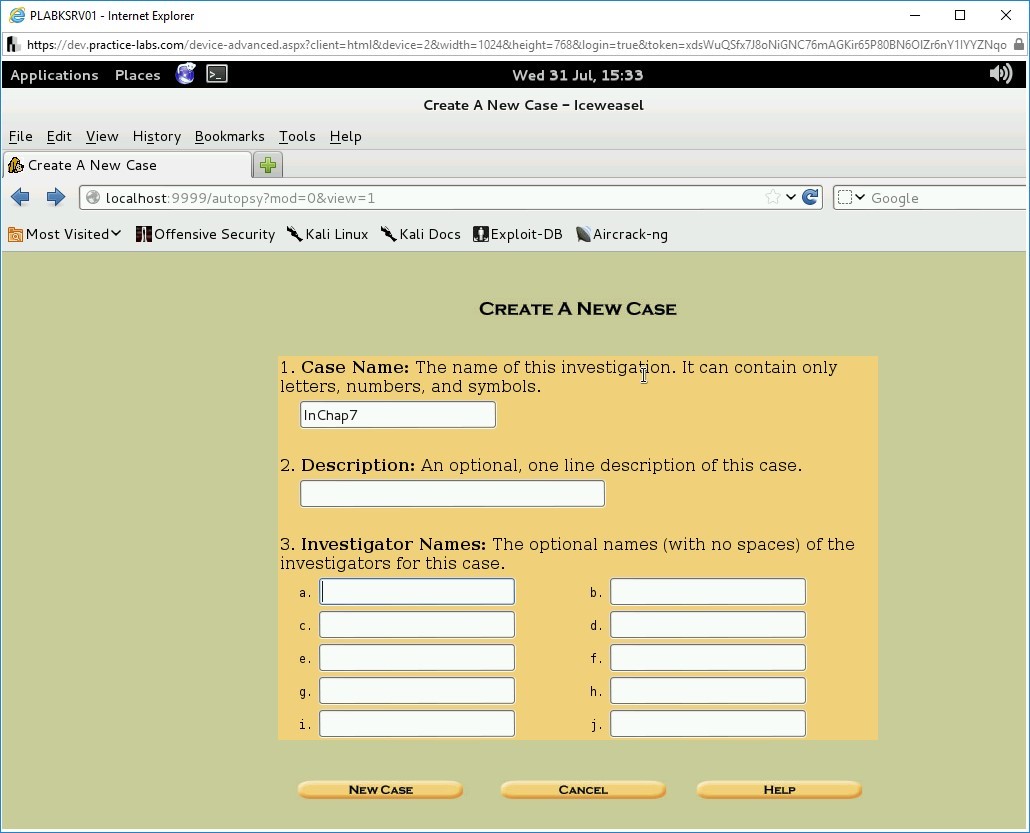 PLABKSRV01 - Internet Explorer
https://dev.practice-labs.com/device-advanced.aspx?client=html&device=2&width=1024&height=768&login=true&token=xdsWuQSfx7J8oNiGNC76mAGKir65P80BN6OIZr6nY1IYYZNqo
Applications Places Wed 31 Jul, 15:33
Create A New Case – Iceweasel
File Edit View History Bookmarks Tools Help
Create A New Case
localhost:9999/autopsy?mod=0&view=1 Google
Most Visited Offensive Security Kali Linux Kali Docs Exploit-DB Aircrack-ng
CREATE A NEW CASE
1. Case Name: The name of this investigation. It can contain only
letters, numbers, and symbols.
InChap7
2. Description: An optional, one line description of this case.
3. Investigator Names: The optional names (with no spaces) of the
investigators for this case.
a. b.
c. d.
e. f.
g. h.
i. j.
NEW CASE CANCEL HELP